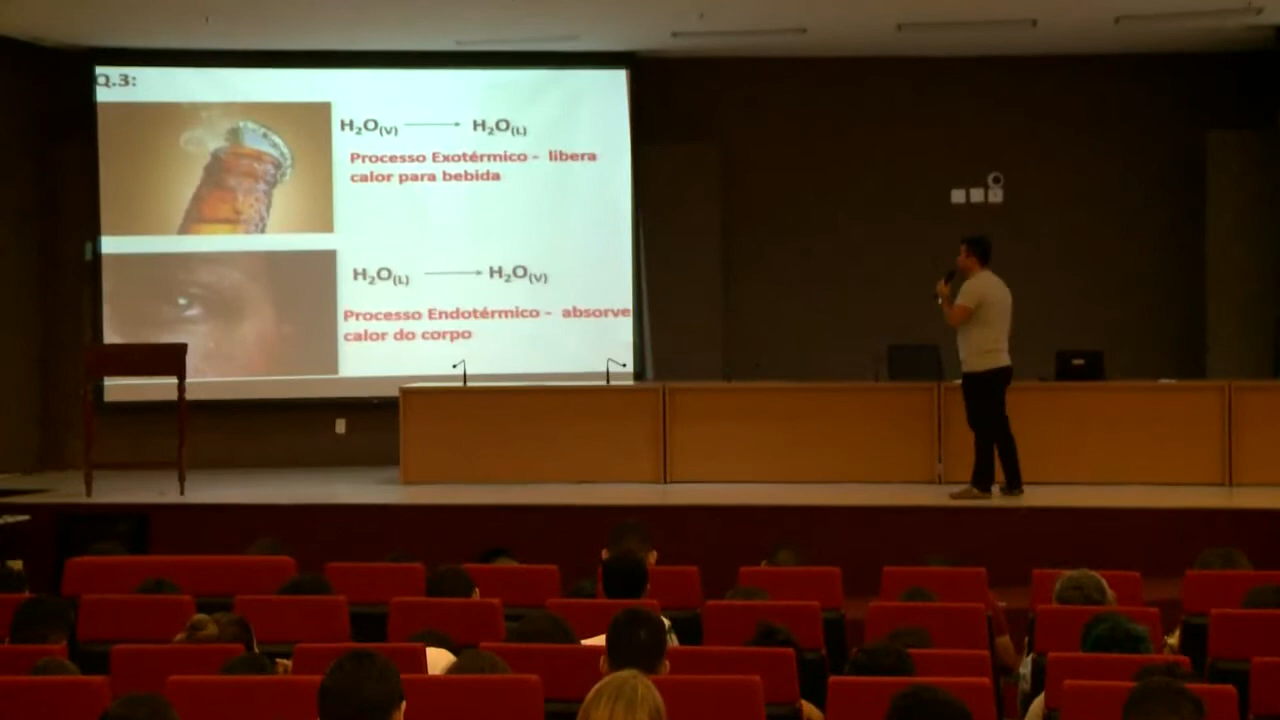 Q.3:
H₂O(V) ⟶ H₂O(L)
Processo Exotérmico - libera
calor para bebida
H₂O(L) ⟶ H₂O(V)
Processo Endotérmico - absorve
calor do corpo